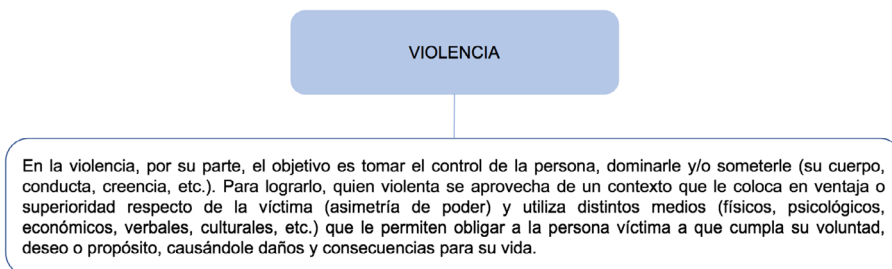 VIOLENCIA
En la violencia, por su parte, el objetivo es tomar el control de la persona, dominarle y/o someterle (su cuerpo,
conducta, creencia, etc.). Para lograrlo, quien violenta se aprovecha de un contexto que le coloca en ventaja o
superioridad respecto de la víctima (asimetría de poder) y utiliza distintos medios (físicos, psicológicos,
económicos, verbales, culturales, etc.) que le permiten obligar a la persona víctima a que cumpla su voluntad,
deseo o propósito, causándole daños y consecuencias para su vida.